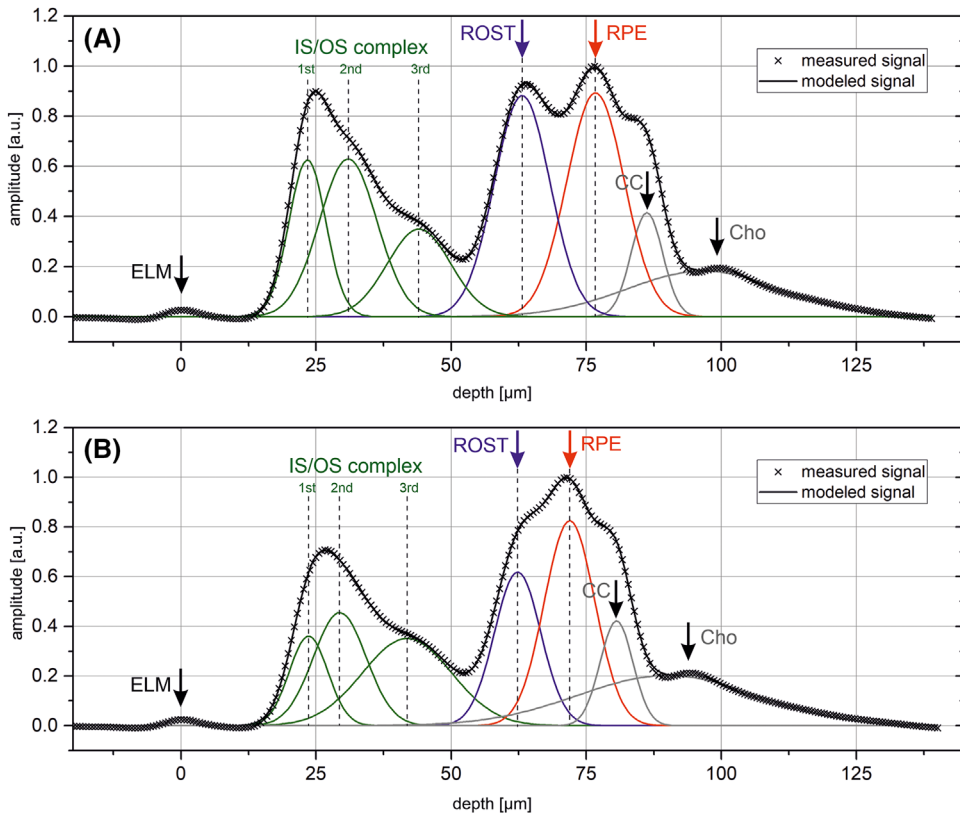 (A)
IS/OS complex
1st 2nd 3rd
ROST
RPE
× measured signal
modeled signal
ELM
CC
Cho
amplitude [a.u.]
1.2
1.0
0.8
0.6
0.4
0.2
0.0
0 25 50 75 100 125
depth [µm]
(B)
IS/OS complex
1st 2nd 3rd
ROST
RPE
× measured signal
modeled signal
ELM
CC
Cho
amplitude [a.u.]
1.2
1.0
0.8
0.6
0.4
0.2
0.0
0 25 50 75 100 125
depth [µm]